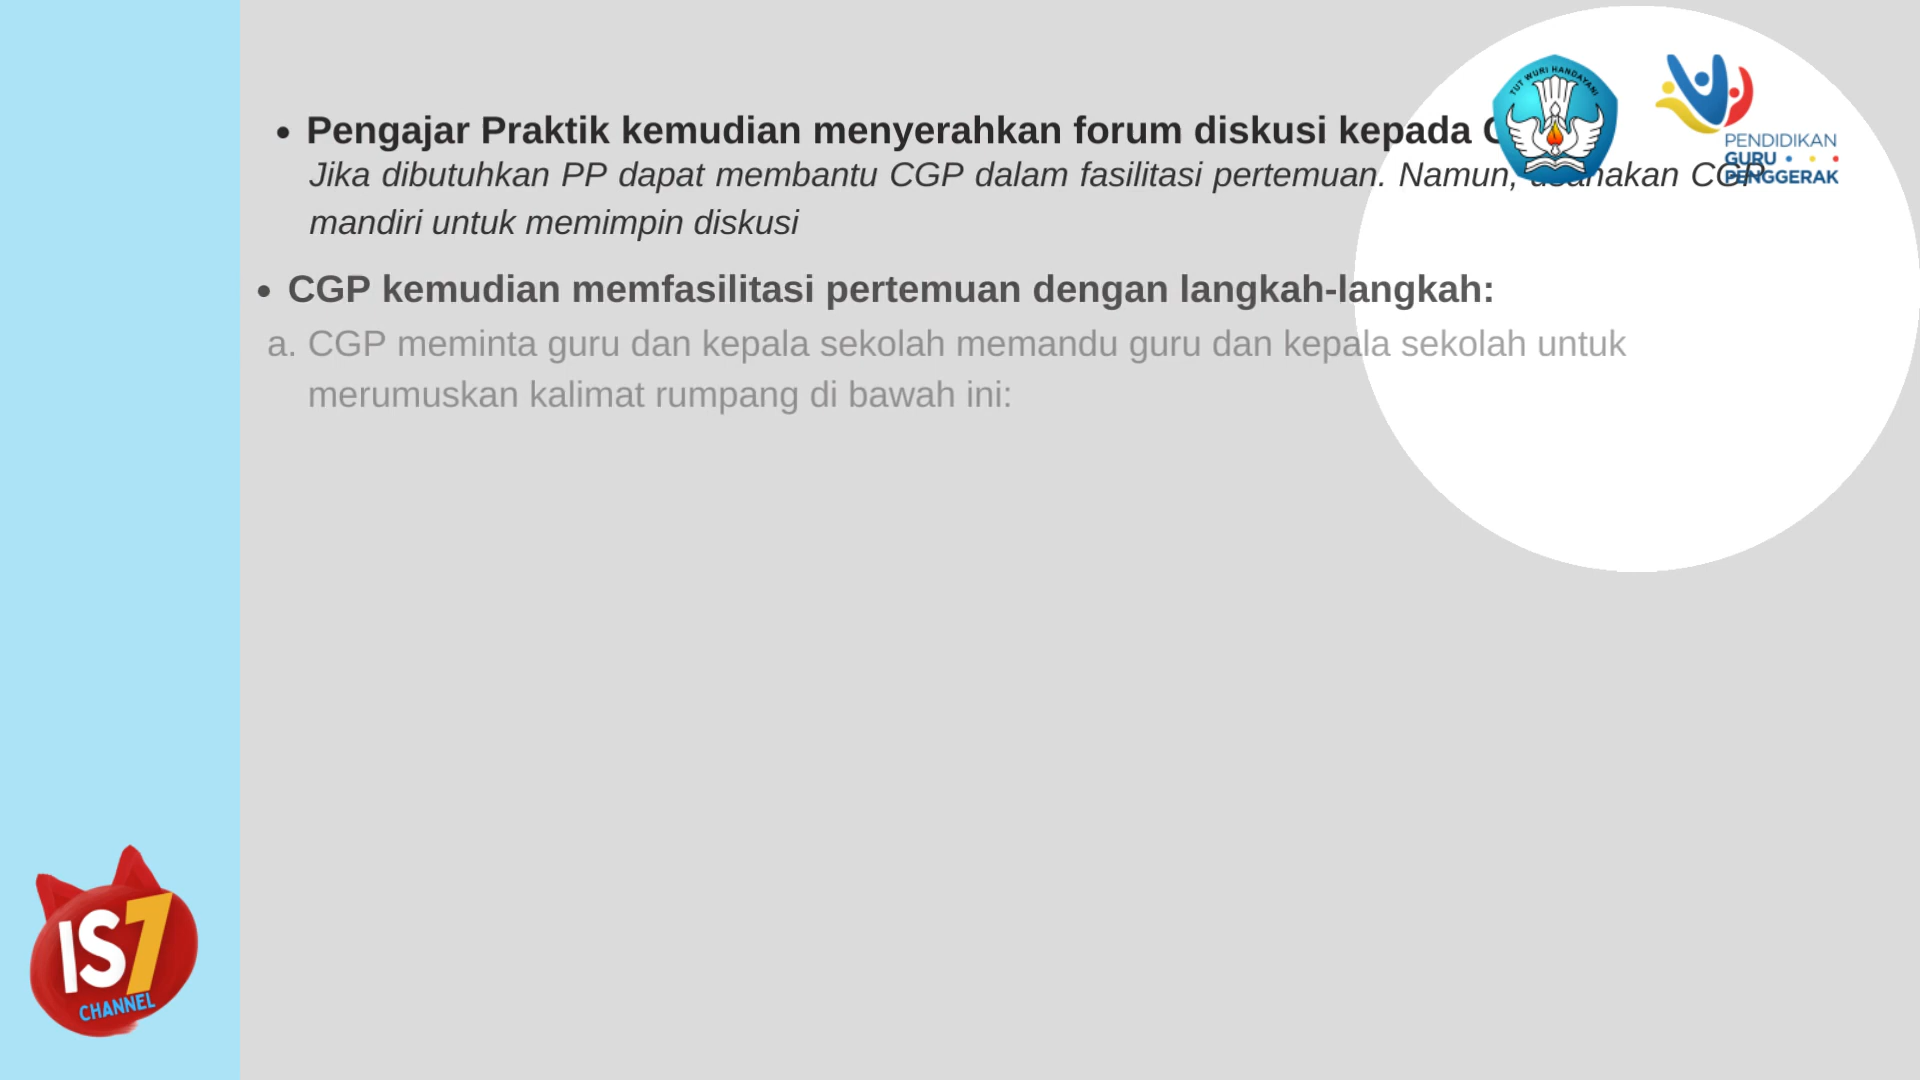 TUT WURI HANDAYANI
PENDIDIKAN
GURU
PENGGERAK
• Pengajar Praktik kemudian menyerahkan forum diskusi kepada
Jika dibutuhkan PP dapat membantu CGP dalam fasilitasi pertemuan. Namun, CGP
mandiri untuk memimpin diskusi
• CGP kemudian memfasilitasi pertemuan dengan langkah-langkah:
a. CGP meminta guru dan kepala sekolah memandu guru dan kepala sekolah untuk
merumuskan kalimat rumpang di bawah ini:
IS7
CHANNEL